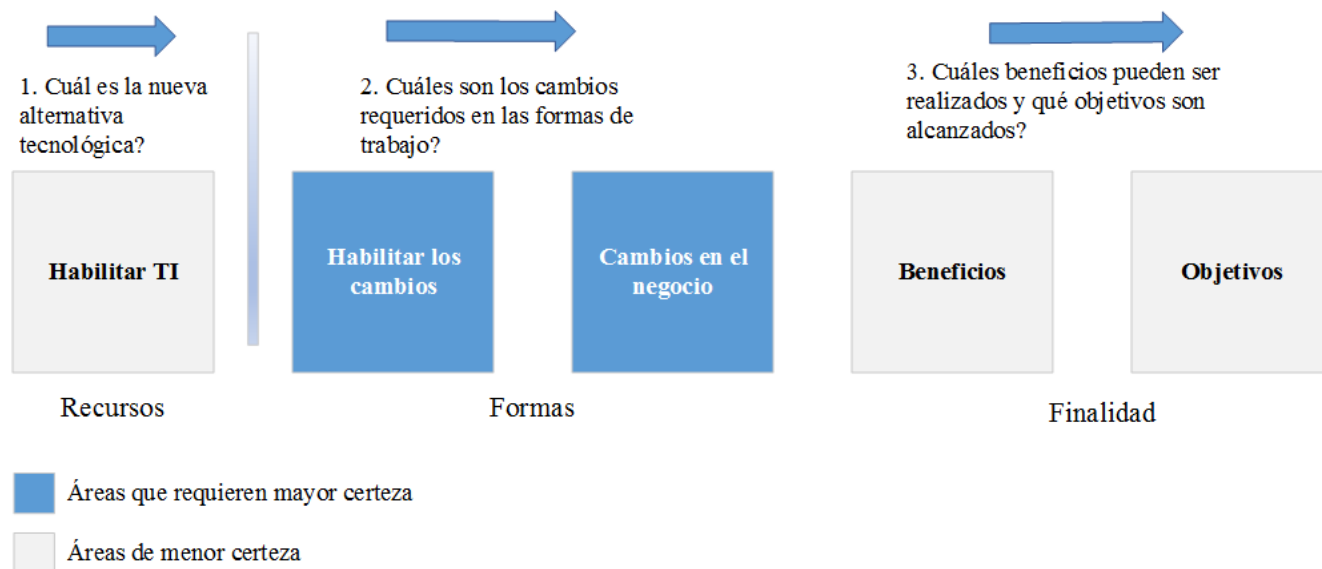 1. Cuál es la nueva
alternativa
tecnológica?
2. Cuáles son los cambios
requeridos en las formas de
trabajo?
3. Cuáles beneficios pueden ser
realizados y qué objetivos son
alcanzados?
Habilitar TI
Habilitar los
cambios
Cambios en el
negocio
Beneficios
Objetivos
Recursos
Formas
Finalidad
Áreas que requieren mayor certeza
Áreas de menor certeza